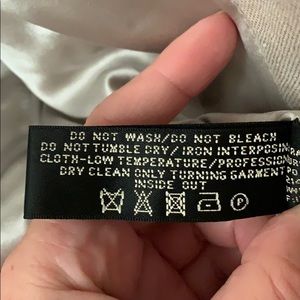 DO NOT WASH/DO NOT BLEACH
DO NOT TUMBLE DRY/IRON INTERPOSING
CLOTH-LOW TEMPERATURE/PROFESSION
DRY CLEAN ONLY TURNING GARMENT
INSIDE OUT
P